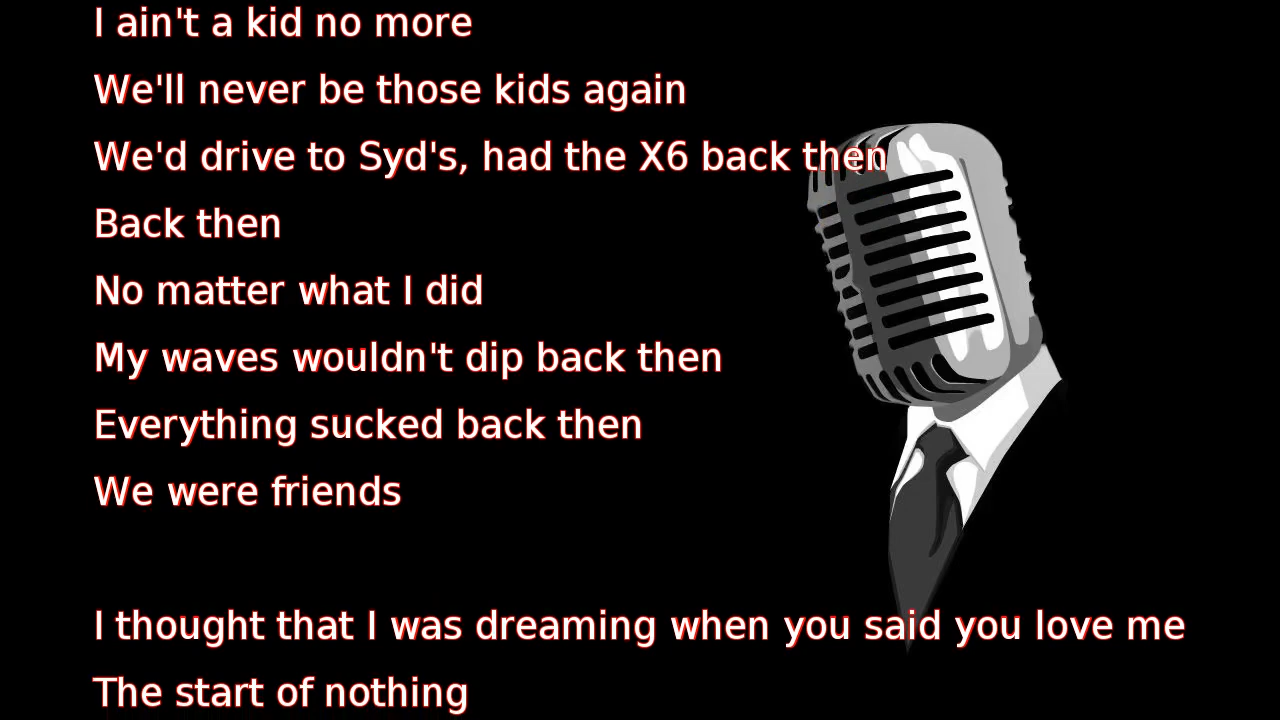 I ain't a kid no more
We'll never be those kids again
We'd drive to Syd's, had the X6 back then
Back then
No matter what I did
My waves wouldn't dip back then
Everything sucked back then
We were friends
I thought that I was dreaming when you said you love me
The start of nothing